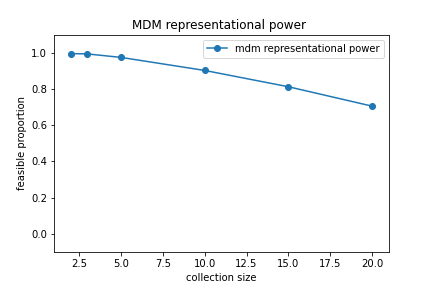 MDM representational power
mdm representational power
1.0
0.8
0.6
0.4
0.2
0.0
feasible proportion
2.5 5.0 7.5 10.0 12.5 15.0 17.5 20.0
collection size